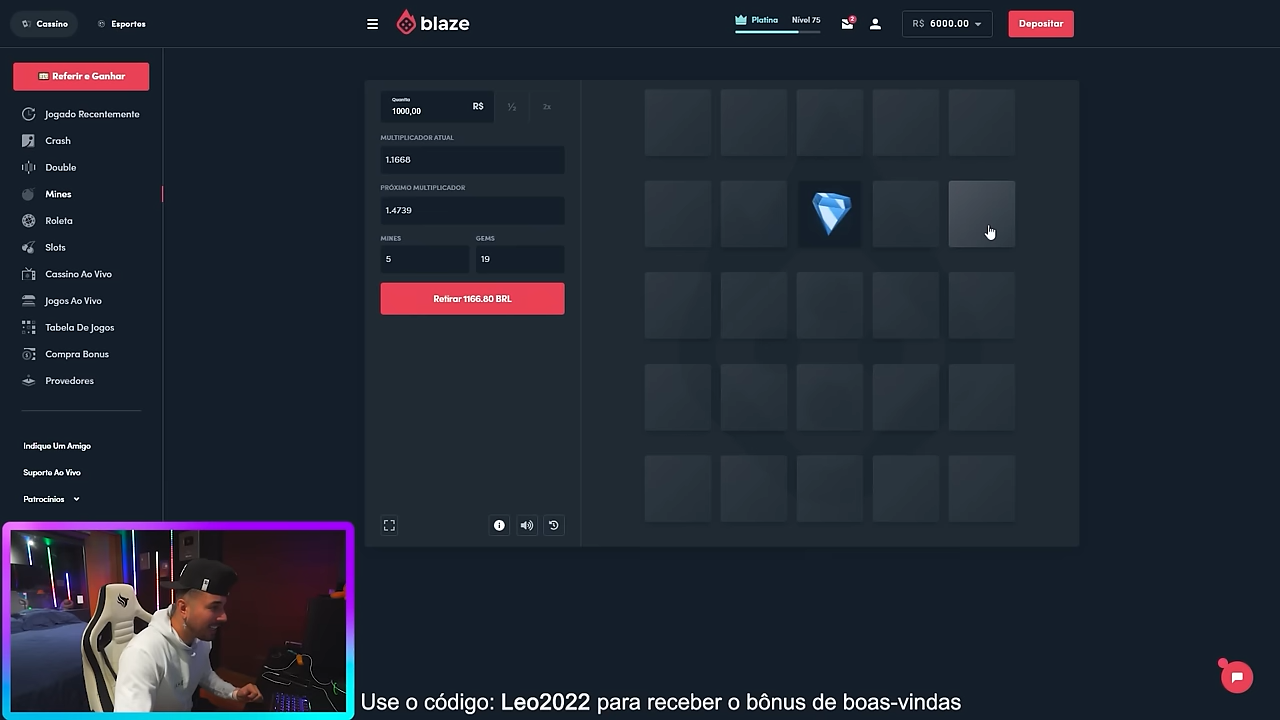 Cassino
Esportes
blaze
Platina
Nível 75
2
R$ 6000.00
Depositar
Referir e Ganhar
Jogado Recentemente
Crash
Double
Mines
Roleta
Slots
Cassino Ao Vivo
Jogos Ao Vivo
Tabela De Jogos
Compra Bonus
Provedores
Indique Um Amigo
Suporte Ao Vivo
Patrocínios
Quantia
1000,00
R$
½
2x
MULTIPLICADOR ATUAL
1.1668
PRÓXIMO MULTIPLICADOR
1.4739
MINES
GEMS
5
19
Retirar 1166.80 BRL
Use o código: Leo2022 para receber o bônus de boas-vindas